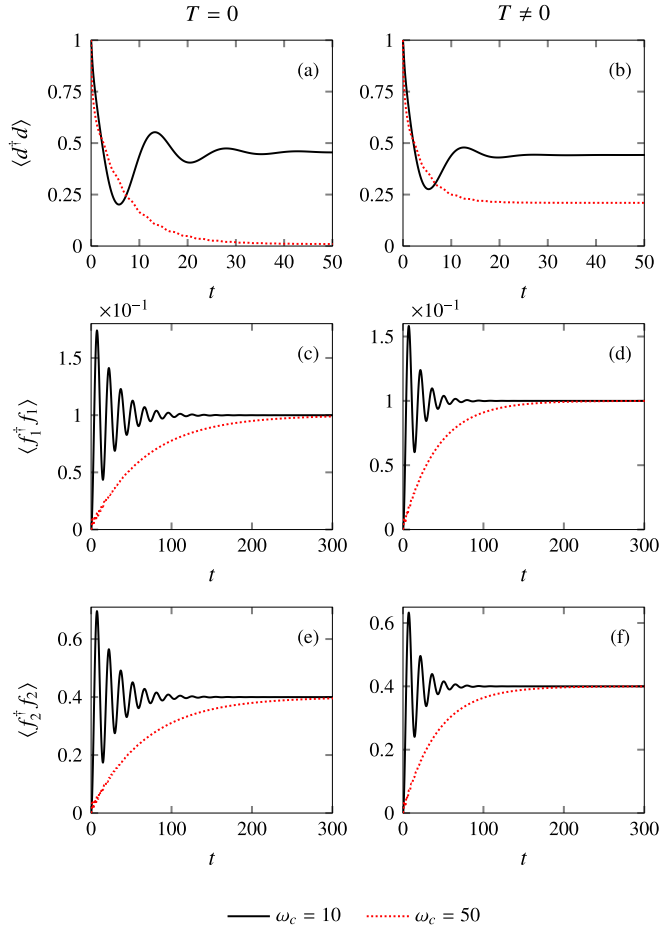 T = 0
T ≠ 0
1
0.75
0.5
0.25
0
⟨d†d⟩
(a)
0 10 20 30 40 50
t
1
0.75
0.5
0.25
0
(b)
0 10 20 30 40 50
t
×10⁻¹
1.5
1
0.5
0
⟨f₁†f₁⟩
(c)
0 100 200 300
t
×10⁻¹
1.5
1
0.5
0
(d)
0 100 200 300
t
0.6
0.4
0.2
0
⟨f₂†f₂⟩
(e)
0 100 200 300
t
0.6
0.4
0.2
0
(f)
0 100 200 300
t
ω_c = 10 ω_c = 50